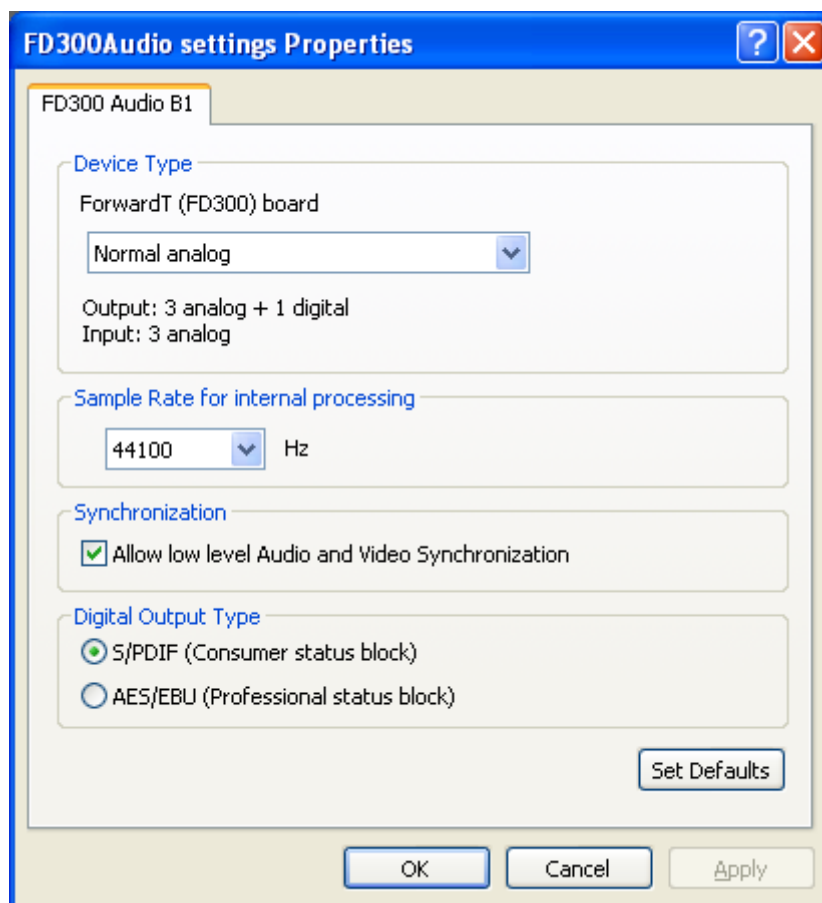 FD300Audio settings Properties
FD300 Audio B1
Device Type
ForwardT (FD300) board
Normal analog
Output: 3 analog + 1 digital
Input: 3 analog
Sample Rate for internal processing
44100 Hz
Synchronization
Allow low level Audio and Video Synchronization
Digital Output Type
S/PDIF (Consumer status block)
AES/EBU (Professional status block)
Set Defaults
OK Cancel Apply